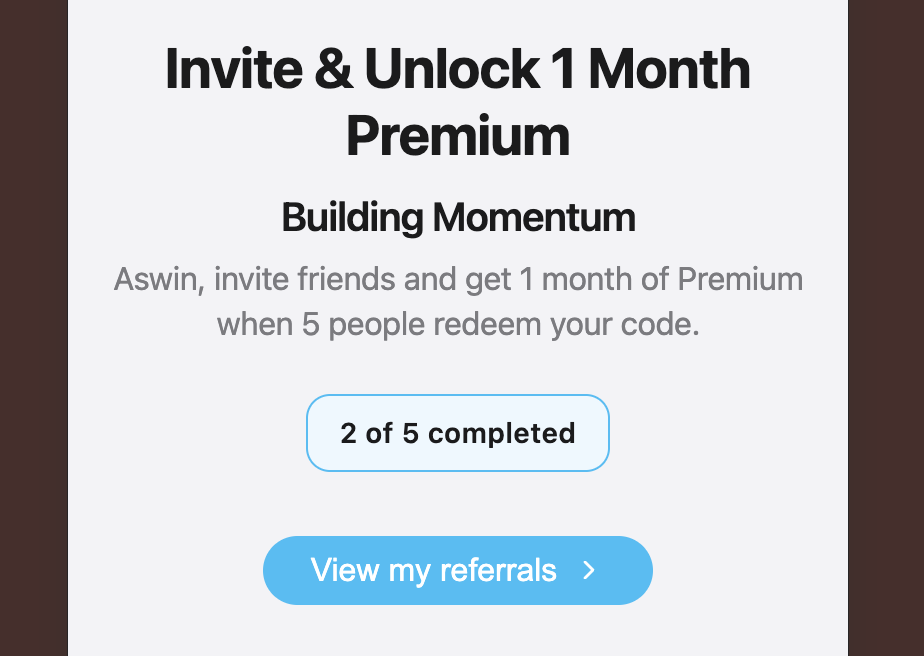 Invite & Unlock 1 Month
Premium
Building Momentum
Aswin, invite friends and get 1 month of Premium
when 5 people redeem your code.
2 of 5 completed
View my referrals